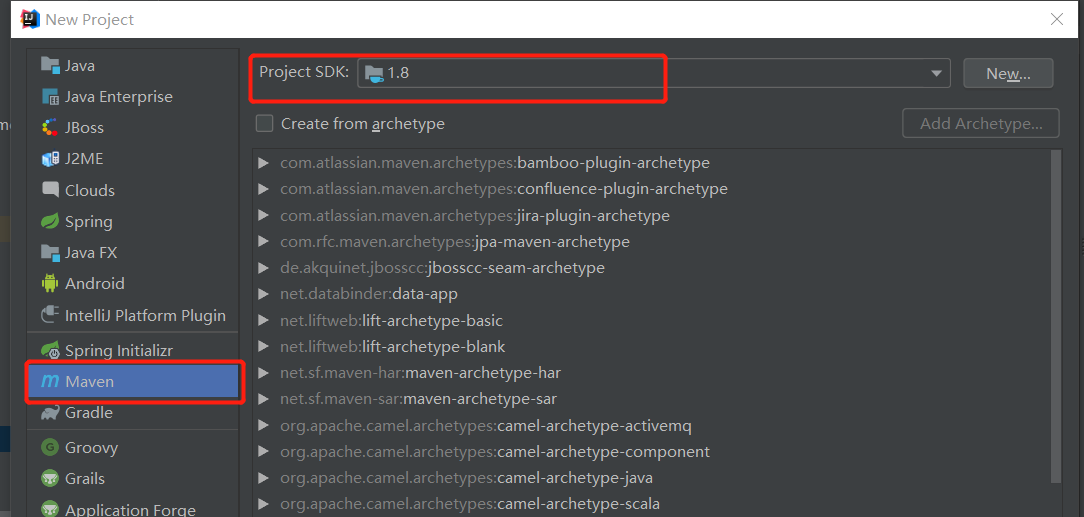 New Project
Java
Java Enterprise
JBoss
J2ME
Clouds
Spring
Java FX
Android
IntelliJ Platform Plugin
Spring Initializr
Maven
Gradle
Groovy
Grails
Application Forge
Project SDK: 1.8 New...
Create from archetype Add Archetype...
com.atlassian.maven.archetypes:bamboo-plugin-archetype
com.atlassian.maven.archetypes:confluence-plugin-archetype
com.atlassian.maven.archetypes:jira-plugin-archetype
com.rfc.maven.archetypes:jpa-maven-archetype
de.akquinet.jbosscc:jbosscc-seam-archetype
net.databinder:data-app
net.liftweb:lift-archetype-basic
net.liftweb:lift-archetype-blank
net.sf.maven-har:maven-archetype-har
net.sf.maven-sar:maven-archetype-sar
org.apache.camel.archetypes:camel-archetype-activemq
org.apache.camel.archetypes:camel-archetype-component
org.apache.camel.archetypes:camel-archetype-java
org.apache.camel.archetypes:camel-archetype-scala